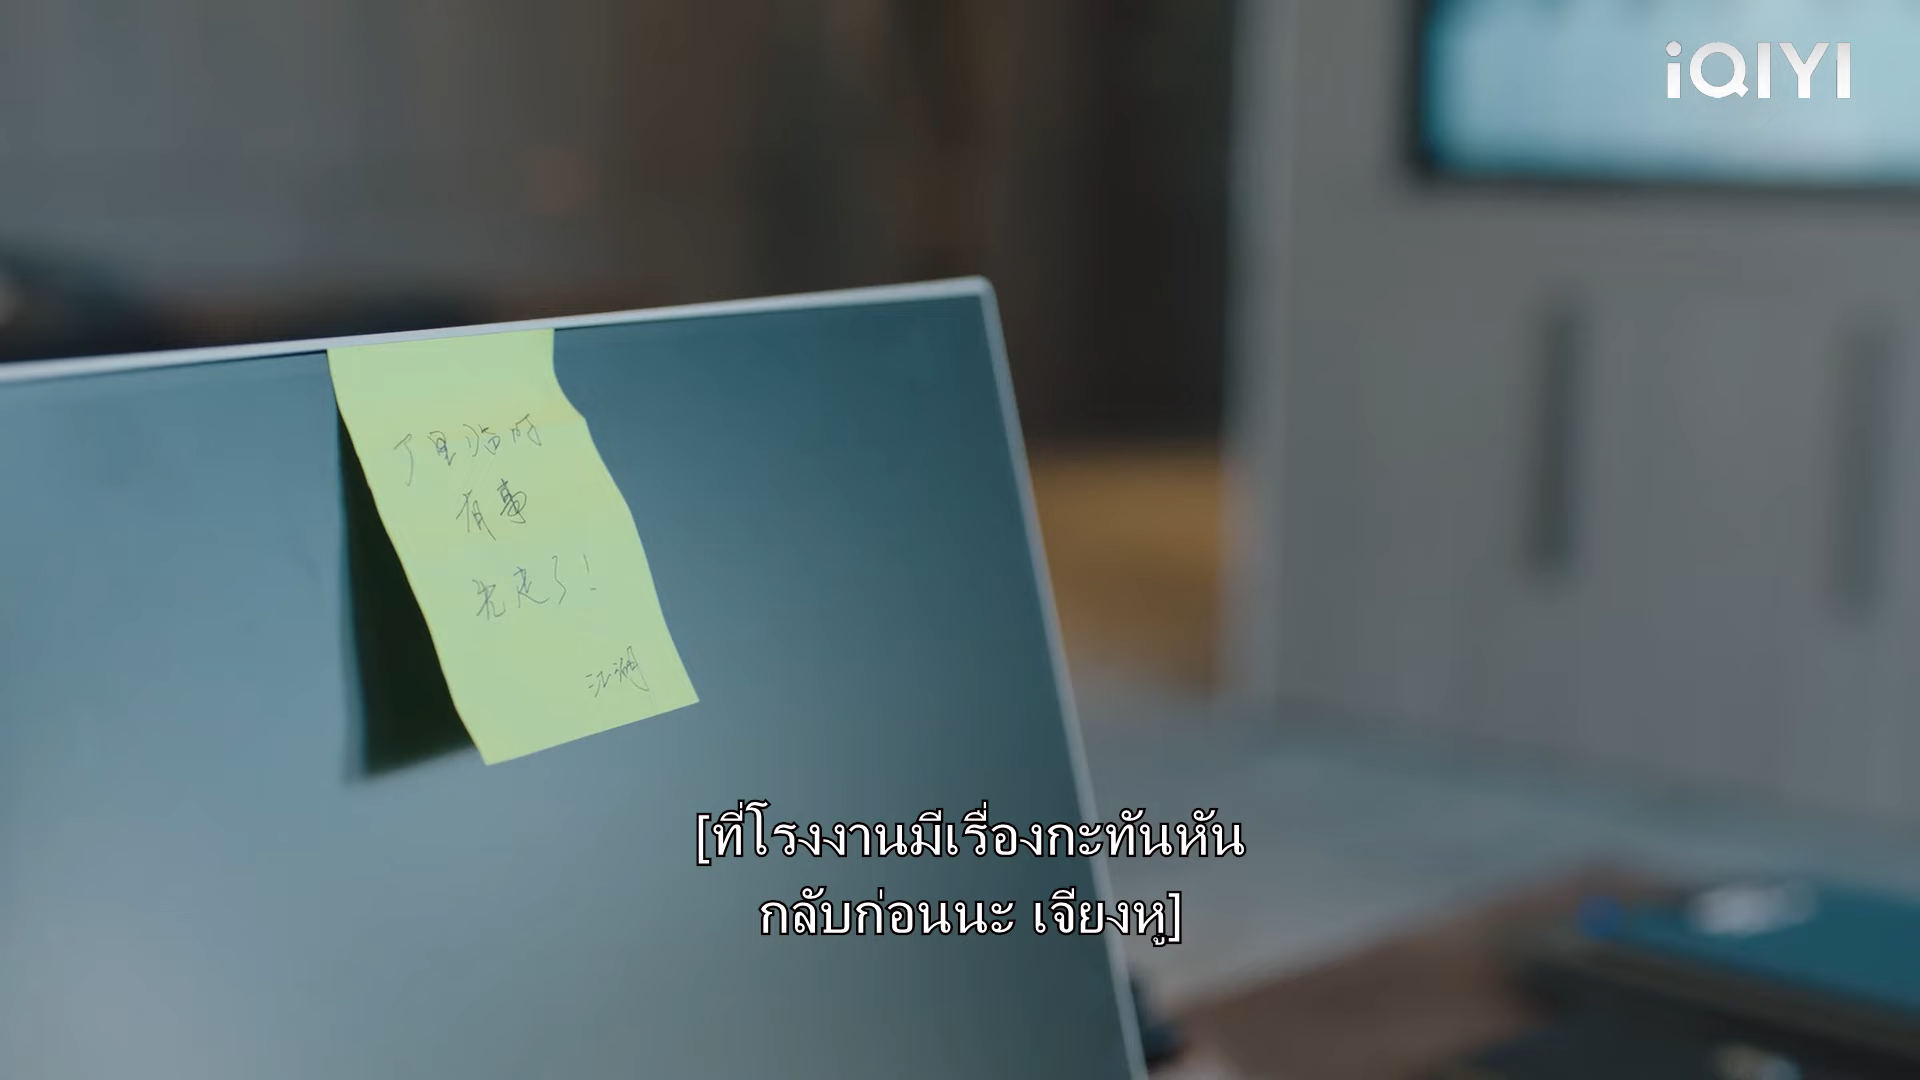 iQIYI
厂里临时
有事
先走了！
江湖
[ที่โรงงานมีเรื่องกะทันหัน
กลับก่อนนะ เจียงหู]